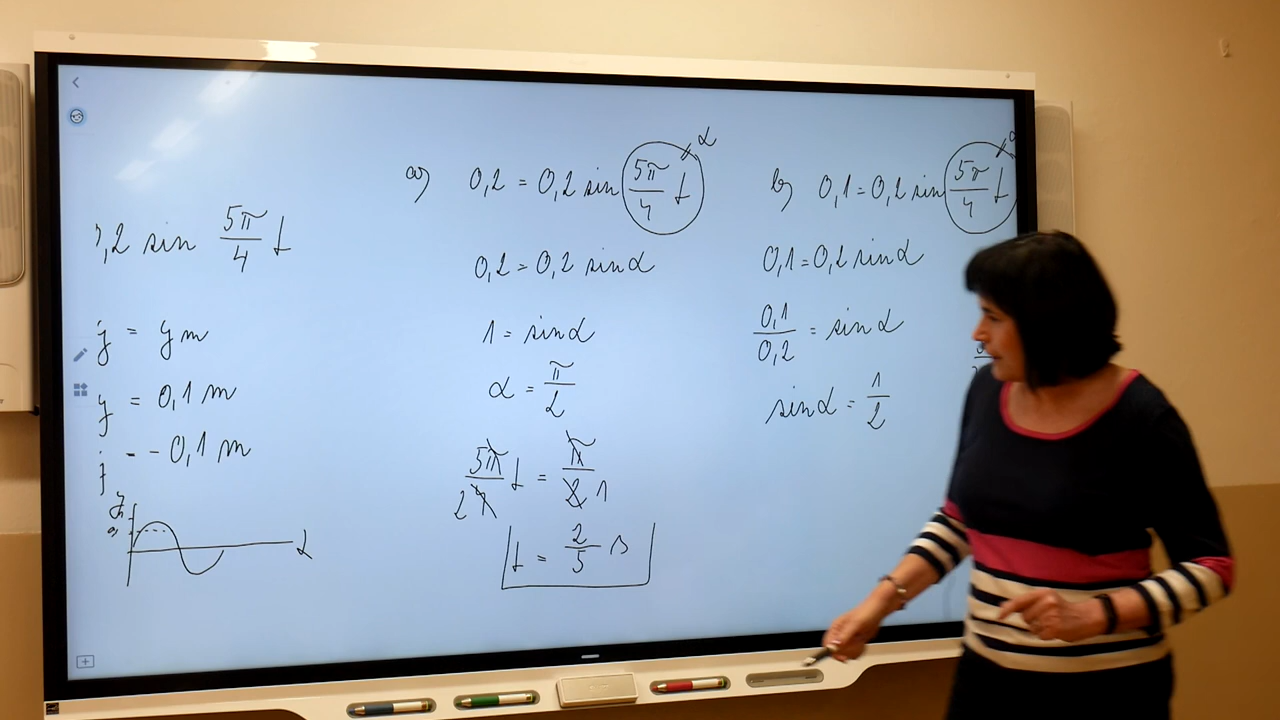 ,2 sin 5π/4 t
y = ym
y = 0,1 m
= -0,1 m
y
t
a) 0,2 = 0,2 sin 5π/4 t α
0,2 = 0,2 sin α
1 = sin α
α = π/2
5π/4 2 t = π/2 1
t = 2/5 s
b) 0,1 = 0,2 sin 5π/4 t
0,1 = 0,2 sin α
0,1/0,2 = sin α
sin α = 1/2